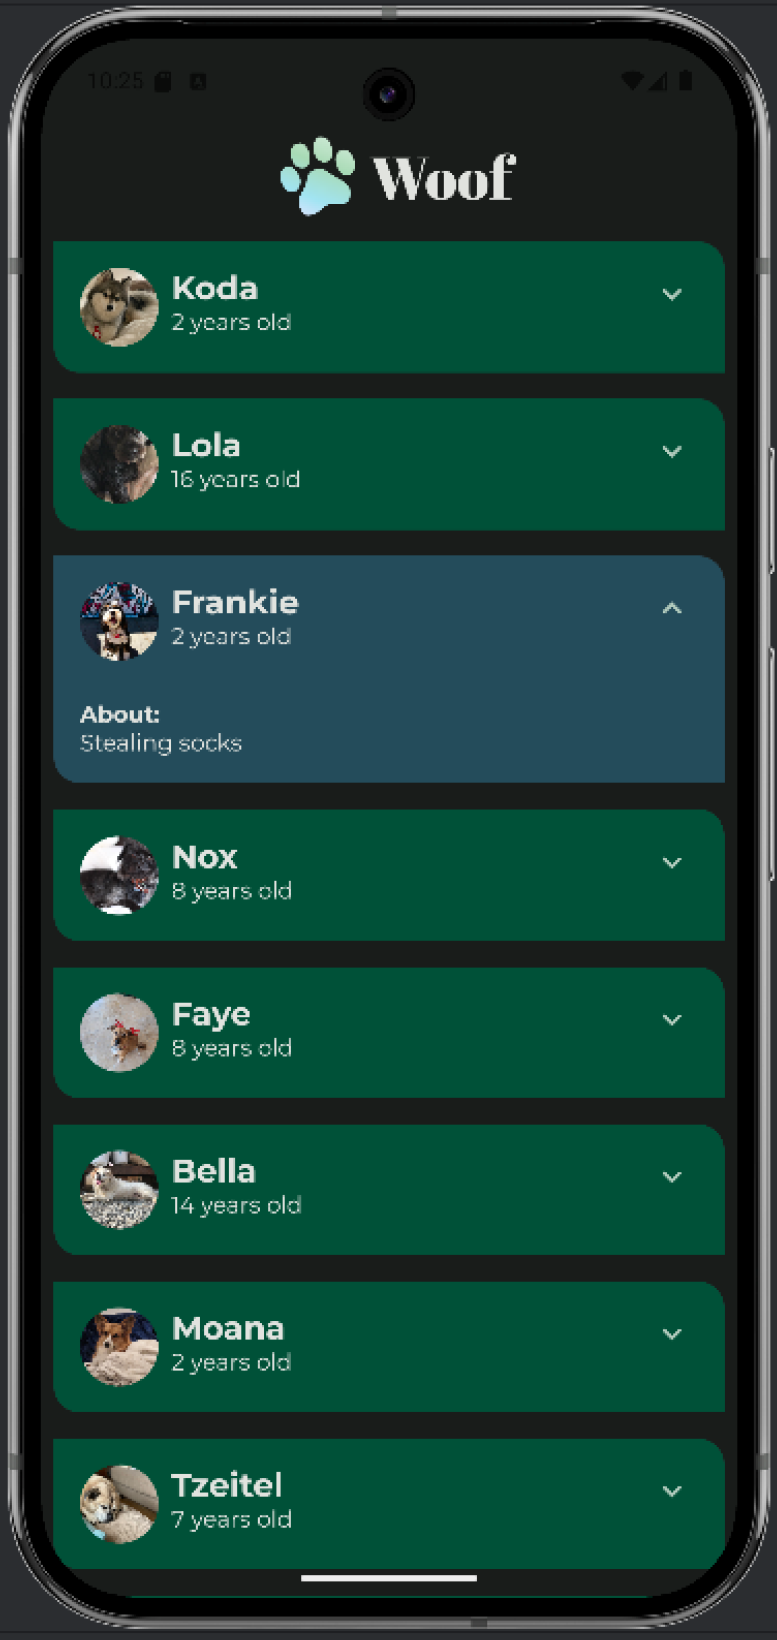 10:25
Woof
Koda
2 years old
Lola
16 years old
Frankie
2 years old
About:
Stealing socks
Nox
8 years old
Faye
8 years old
Bella
14 years old
Moana
2 years old
Tzeitel
7 years old